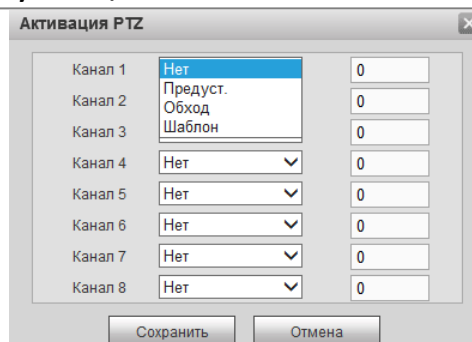 Активация PTZ
Канал 1 Нет 0
Предуст.
Канал 2 Обход 0
Канал 3 Шаблон 0
Канал 4 Нет 0
Канал 5 Нет 0
Канал 6 Нет 0
Канал 7 Нет 0
Канал 8 Нет 0
Сохранить Отмена